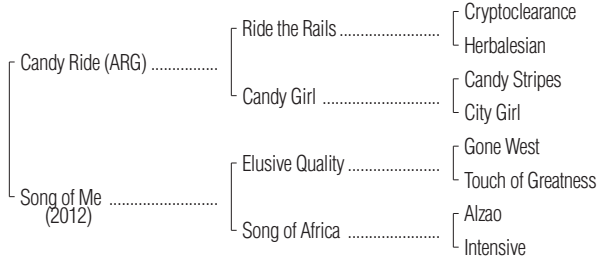 Cryptoclearance
Ride the Rails
Herbalesian
Candy Ride (ARG)
Candy Stripes
Candy Girl
City Girl
Gone West
Elusive Quality
Touch of Greatness
Song of Me
(2012)
Alzao
Song of Africa
Intensive